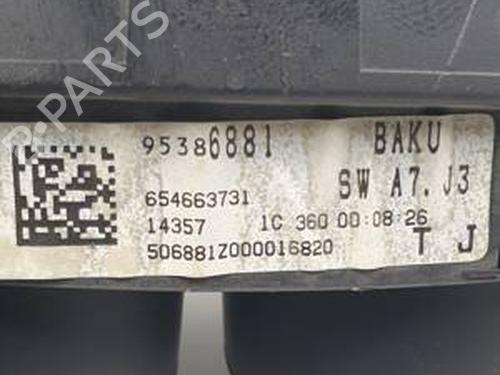 B-PARTS
95386881 BAKU
654663731 SW A7. J3
14357 1C 360 00:08:26
506881Z000016820 T J